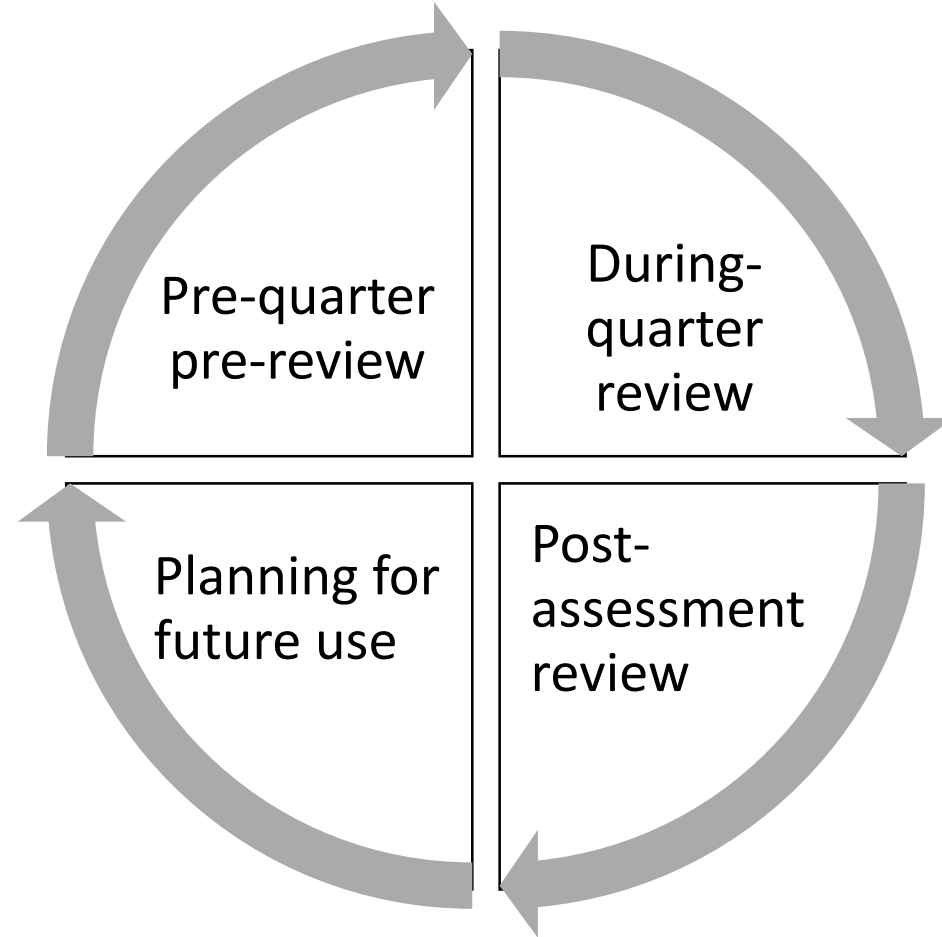 Pre-quarter
pre-review
During-
quarter
review
Planning for
future use
Post-
assessment
review